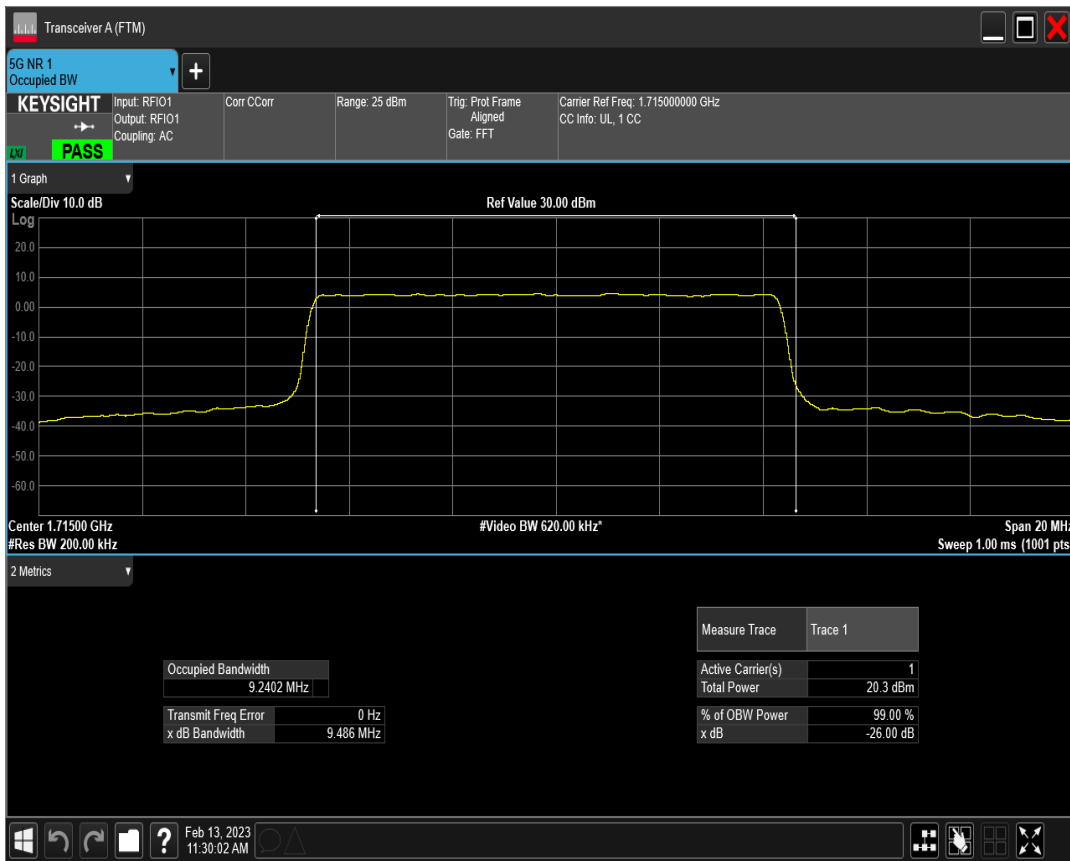 Transceiver A (FTM)
5G NR 1
Occupied BW
+
KEYSIGHT
LXI
PASS
Input: RFIO1
Output: RFIO1
Coupling: AC
Corr CCorr
Range: 25 dBm
Trig: Prot Frame
Aligned
Gate: FFT
Carrier Ref Freq: 1.715000000 GHz
CC Info: UL, 1 CC
1 Graph
Scale/Div 10.0 dB
Ref Value 30.00 dBm
Log
20.0
10.0
0.00
-10.0
-20.0
-30.0
-40.0
-50.0
-60.0
Center 1.71500 GHz
#Video BW 620.00 kHz*
Span 20 MHz
#Res BW 200.00 kHz
Sweep 1.00 ms (1001 pts
2 Metrics
Measure Trace Trace 1
Occupied Bandwidth
9.2402 MHz
Active Carrier(s) 1
Total Power 20.3 dBm
Transmit Freq Error 0 Hz
x dB Bandwidth 9.486 MHz
% of OBW Power 99.00 %
x dB -26.00 dB
?
Feb 13, 2023
11:30:02 AM